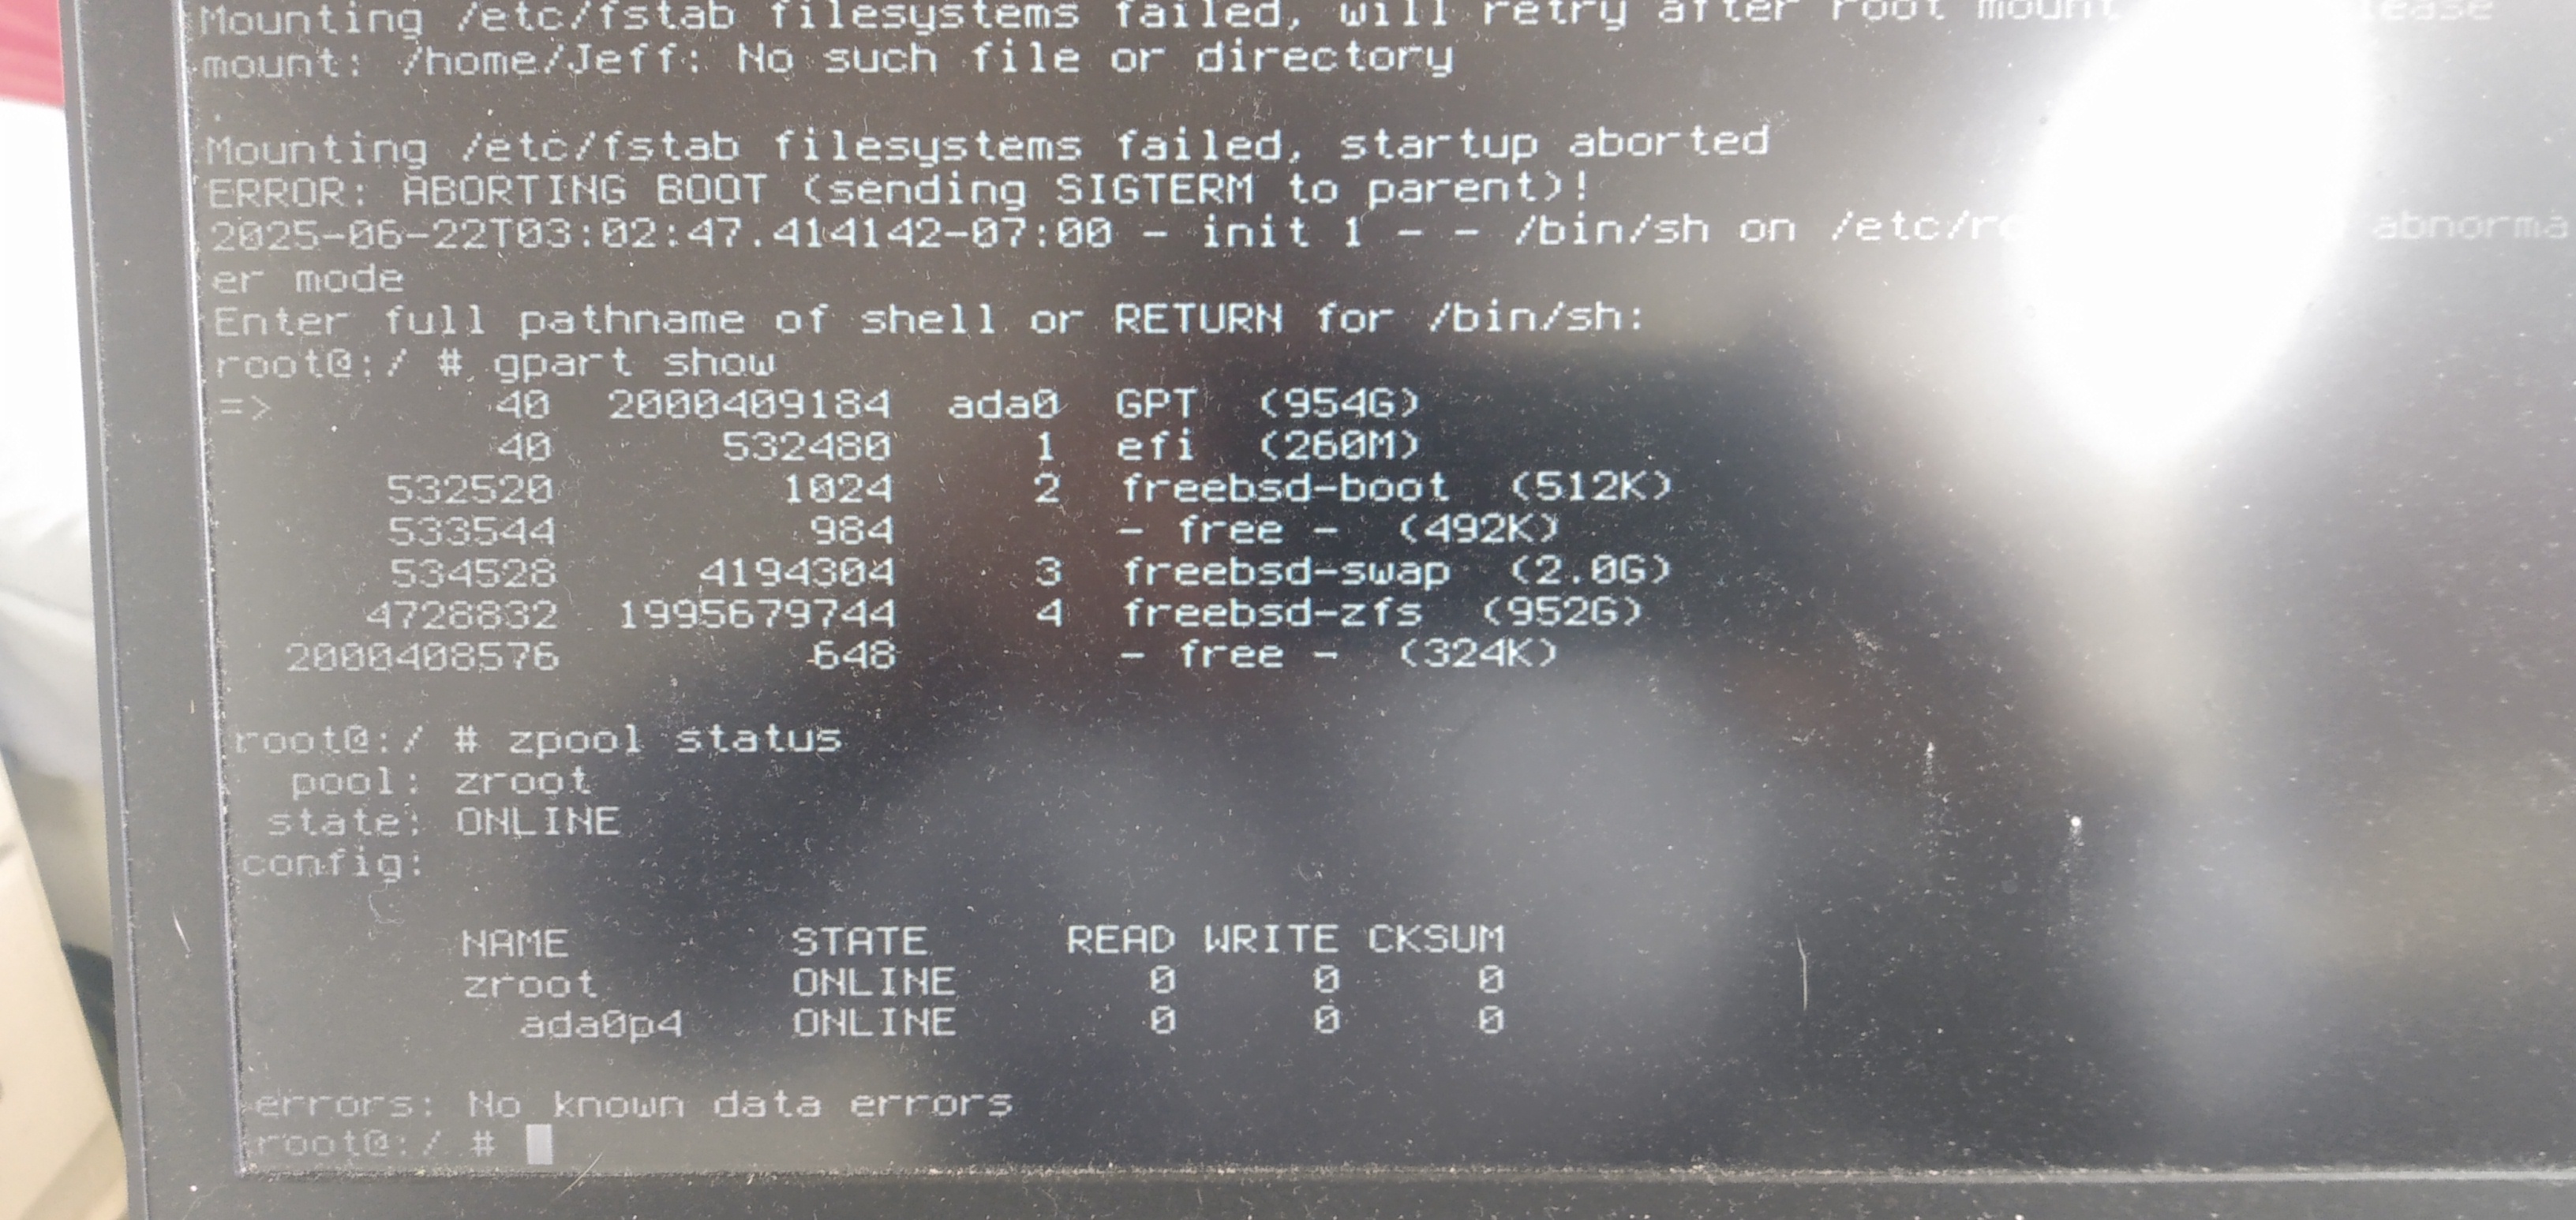 Mounting /etc/fstab filesystems failed, will retry after root mount
mount: /home/Jeff: No such file or directory
.
Mounting /etc/fstab filesystems failed, startup aborted
ERROR: ABORTING BOOT (sending SIGTERM to parent)!
2025-06-22T03:02:47.414142-07:00 - init 1 - - /bin/sh on abnorma
er mode
Enter full pathname of shell or RETURN for /bin/sh:
root@:/ # gpart show
=> 40 2000409184 ada0 GPT (954G)
40 532480 1 efi (260M)
532520 1024 2 freebsd-boot (512K)
533544 984 - free - (492K)
534528 4194304 3 freebsd-swap (2.0G)
4728832 1995679744 4 freebsd-zfs (952G)
2000408576 648 - free - (324K)
root@:/ # zpool status
pool: zroot
state: ONLINE
config:
NAME STATE READ WRITE CKSUM
zroot ONLINE 0 0 0
ada0p4 ONLINE 0 0 0
errors: No known data errors
root@:/ #